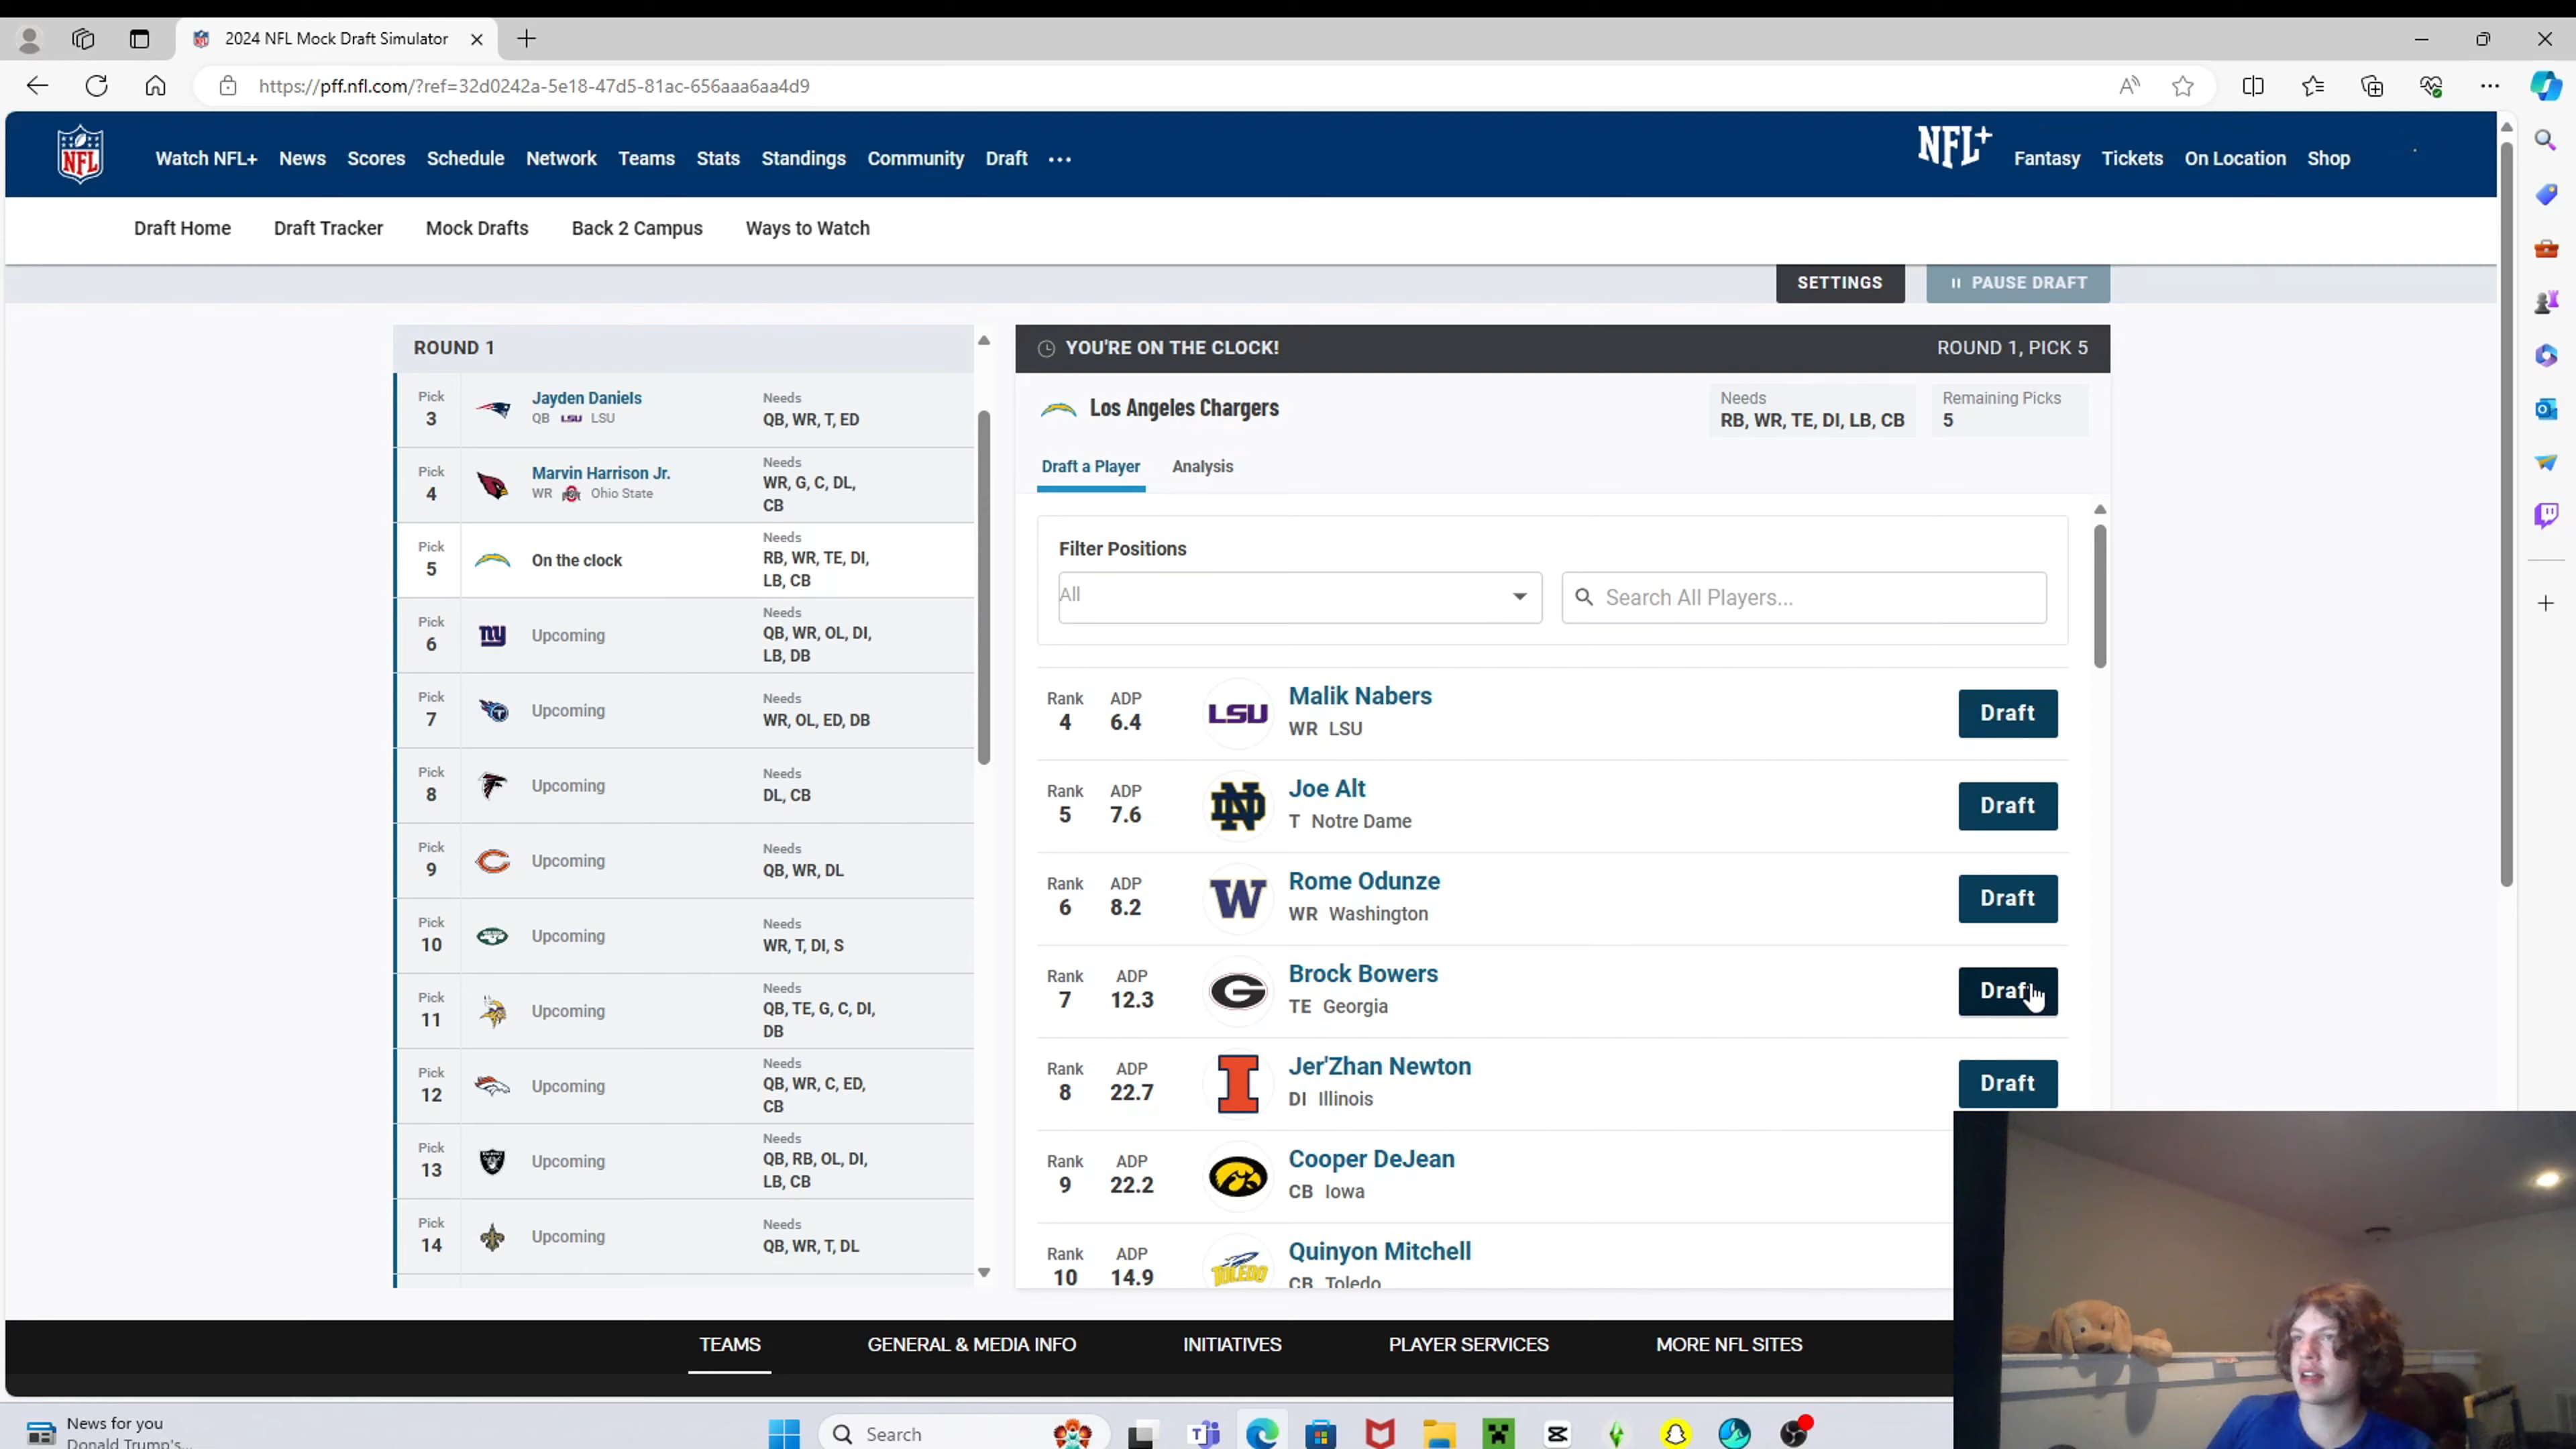 2024 NFL Mock Draft Simulator
https://pff.nfl.com/?ref=32d0242a-5e18-47d5-81ac-656aaa6aa4d9
NFL
Watch NFL+ News Scores Schedule Network Teams Stats Standings Community Draft ...
NFL+ Fantasy Tickets On Location Shop
Draft Home Draft Tracker Mock Drafts Back 2 Campus Ways to Watch
SETTINGS PAUSE DRAFT
ROUND 1
Pick 3 Jayden Daniels QB LSU LSU Needs QB, WR, T, ED
Pick 4 Marvin Harrison Jr. WR Ohio State Needs WR, G, C, DL, CB
Pick 5 On the clock Needs RB, WR, TE, DI, LB, CB
Pick 6 ny Upcoming Needs QB, WR, OL, DI, LB, DB
Pick 7 Upcoming Needs WR, OL, ED, DB
Pick 8 Upcoming Needs DL, CB
Pick 9 Upcoming Needs QB, WR, DL
Pick 10 Upcoming Needs WR, T, DI, S
Pick 11 Upcoming Needs QB, TE, G, C, DI, DB
Pick 12 Upcoming Needs QB, WR, C, ED, CB
Pick 13 Upcoming Needs QB, RB, OL, DI, LB, CB
Pick 14 Upcoming Needs QB, WR, T, DL
YOU'RE ON THE CLOCK! ROUND 1, PICK 5
Los Angeles Chargers
Needs RB, WR, TE, DI, LB, CB
Remaining Picks 5
Draft a Player Analysis
Filter Positions
All
Search All Players...
Rank 4 ADP 6.4 LSU Malik Nabers WR LSU Draft
Rank 5 ADP 7.6 ND Joe Alt T Notre Dame Draft
Rank 6 ADP 8.2 W Rome Odunze WR Washington Draft
Rank 7 ADP 12.3 G Brock Bowers TE Georgia Draft
Rank 8 ADP 22.7 I Jer'Zhan Newton DI Illinois Draft
Rank 9 ADP 22.2 Cooper DeJean CB Iowa
Rank 10 ADP 14.9 TOLEDO Quinyon Mitchell CB Toledo
TEAMS GENERAL & MEDIA INFO INITIATIVES PLAYER SERVICES MORE NFL SITES
News for you
Donald Trump's...
Search